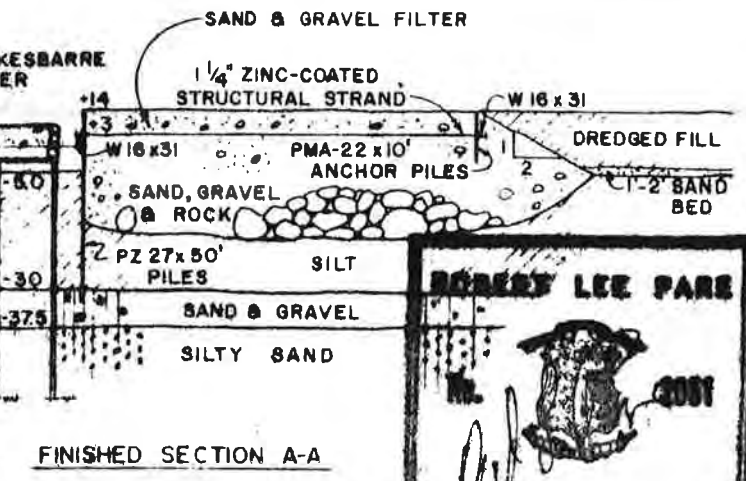 SAND & GRAVEL FILTER
KESBARRE
ER
1 1/4" ZINC-COATED
STRUCTURAL STRAND
+14
+3
W 16 x 31
W 16 x 31
PMA-22 x 10'
ANCHOR PILES
1
2
DREDGED FILL
1'-2' SAND
BED
SAND, GRAVEL
& ROCK
PZ 27 x 50'
PILES
SILT
-30
SAND & GRAVEL
-37.5
SILTY SAND
FINISHED SECTION A-A
ROBERT LEE PARE
No.